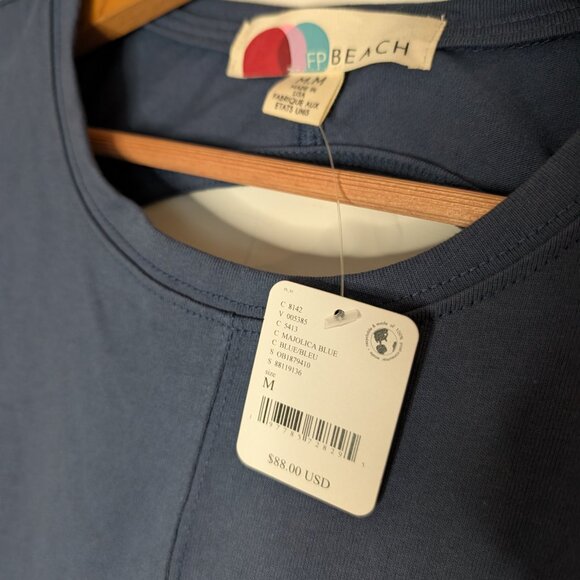 FP BEACH
M.M
MADE IN
USA
FABRIQUE AUX
ETATS UNIS
C 8142
V 005385
C 5413
C MAJOLICA BLUE
C BLUE/BLEU
S OB1879410
S 88119136
size
M
$88.00 USD